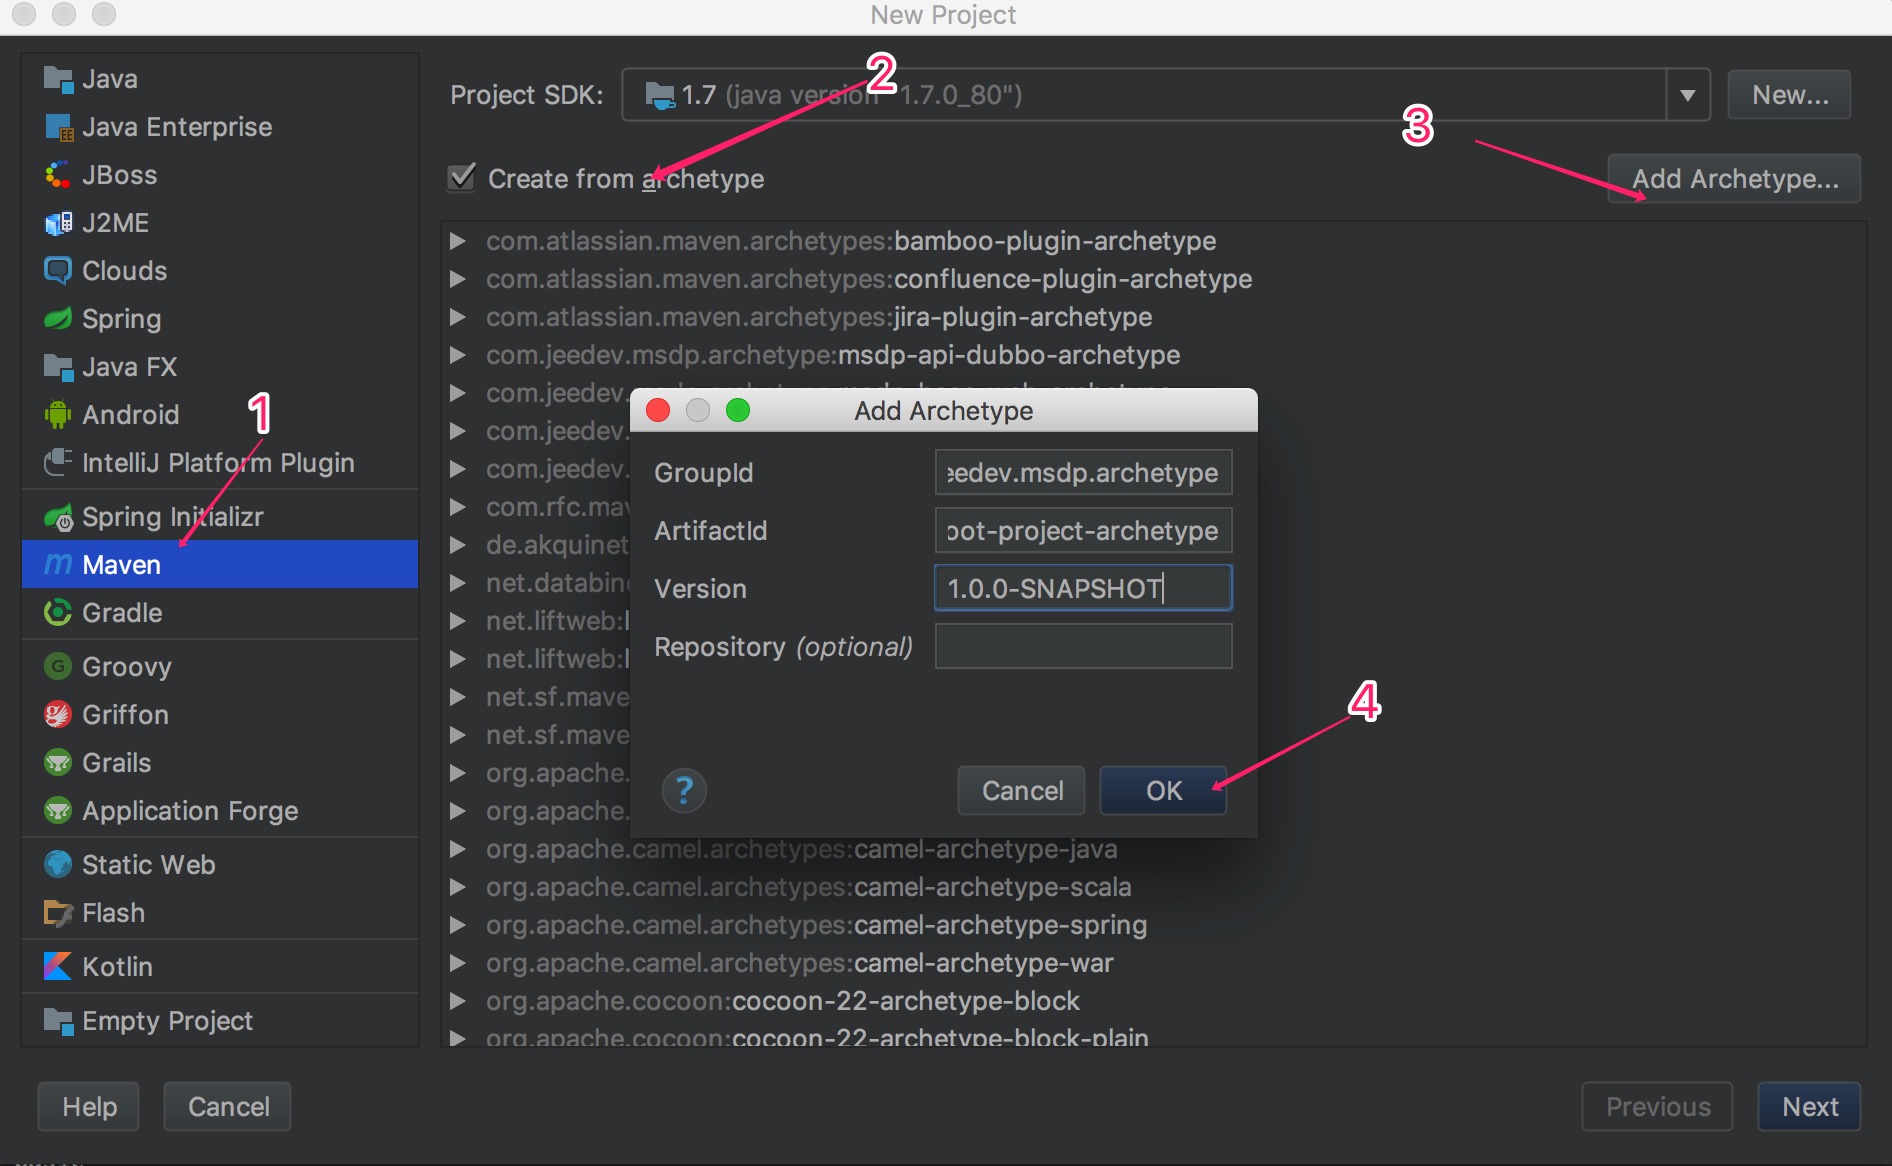 New Project
Java
Java Enterprise
JBoss
J2ME
Clouds
Spring
Java FX
Android
IntelliJ Platform Plugin
Spring Initializr
Maven
Gradle
Groovy
Griffon
Grails
Application Forge
Static Web
Flash
Kotlin
Empty Project
1
Project SDK:
1.7 (java version "1.7.0_80")
New...
2
3
Create from archetype
Add Archetype...
com.atlassian.maven.archetypes:bamboo-plugin-archetype
com.atlassian.maven.archetypes:confluence-plugin-archetype
com.atlassian.maven.archetypes:jira-plugin-archetype
com.jeedev.msdp.archetype:msdp-api-dubbo-archetype
com.jeedev.
com.jeedev.
com.jeedev.
com.rfc.mav
de.akquinet
net.databind
net.liftweb:l
net.liftweb:l
net.sf.mave
net.sf.mave
org.apache.
org.apache.
org.apache.camel.archetypes:camel-archetype-java
org.apache.camel.archetypes:camel-archetype-scala
org.apache.camel.archetypes:camel-archetype-spring
org.apache.camel.archetypes:camel-archetype-war
org.apache.cocoon:cocoon-22-archetype-block
org.apache.cocoon:cocoon-22-archetype-block-plain
Add Archetype
GroupId
eedev.msdp.archetype
ArtifactId
oot-project-archetype
Version
1.0.0-SNAPSHOT
Repository (optional)
4
?
Cancel
OK
Help
Cancel
Previous
Next